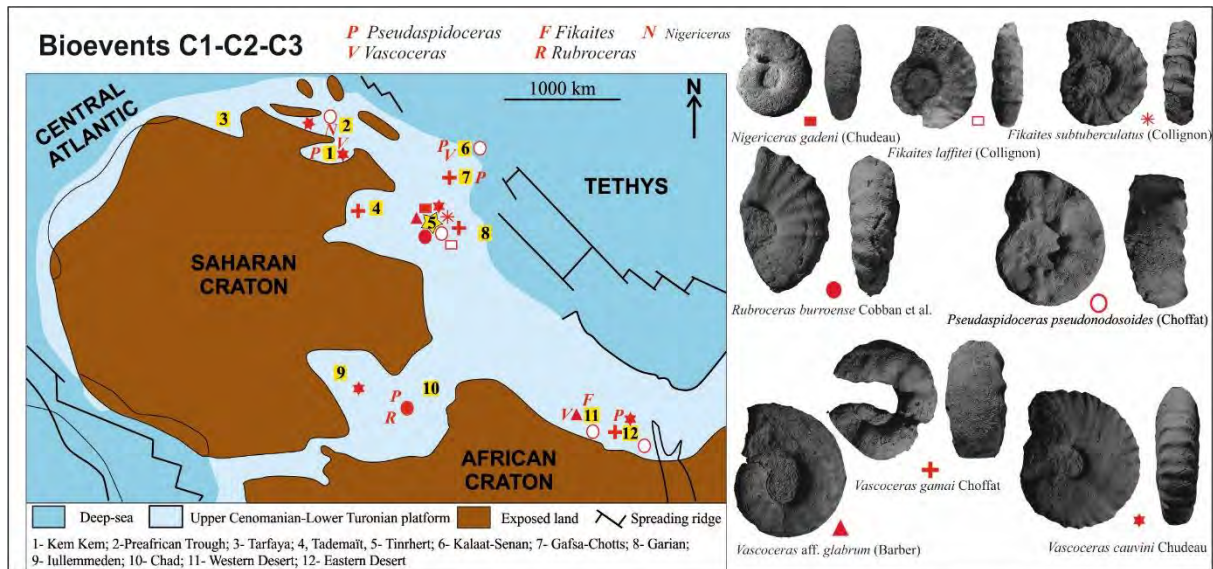 Bioevents C1-C2-C3
P Pseudaspidoceras F Fikaites N Nigericeras
V Vascoceras R Rubroceras
CENTRAL
ATLANTIC
1000 km
N
3
2
N
V
P 1
P
V
6
7 P
TETHYS
4
5
8
SAHARAN
CRATON
9
P
R
10
F
V 11
P
12
AFRICAN
CRATON
Deep-sea Upper Cenomanian-Lower Turonian platform Exposed land Spreading ridge
1- Kem Kem; 2-Preafrican Trough; 3- Tarfaya; 4, Tademaït, 5- Tinrhert; 6- Kalaat-Senan; 7- Gafsa-Chotts; 8- Garian;
9- Iullemmeden; 10- Chad; 11- Western Desert; 12- Eastern Desert
Nigericeras gadeni (Chudeau)
Fikaites laffitei (Collignon)
Fikaites subtuberculatus (Collignon)
Rubroceras burroense Cobban et al.
Pseudaspidoceras pseudonodosoides (Choffat)
Vascoceras gamai Choffat
Vascoceras aff. glabrum (Barber)
Vascoceras cauvini Chudeau